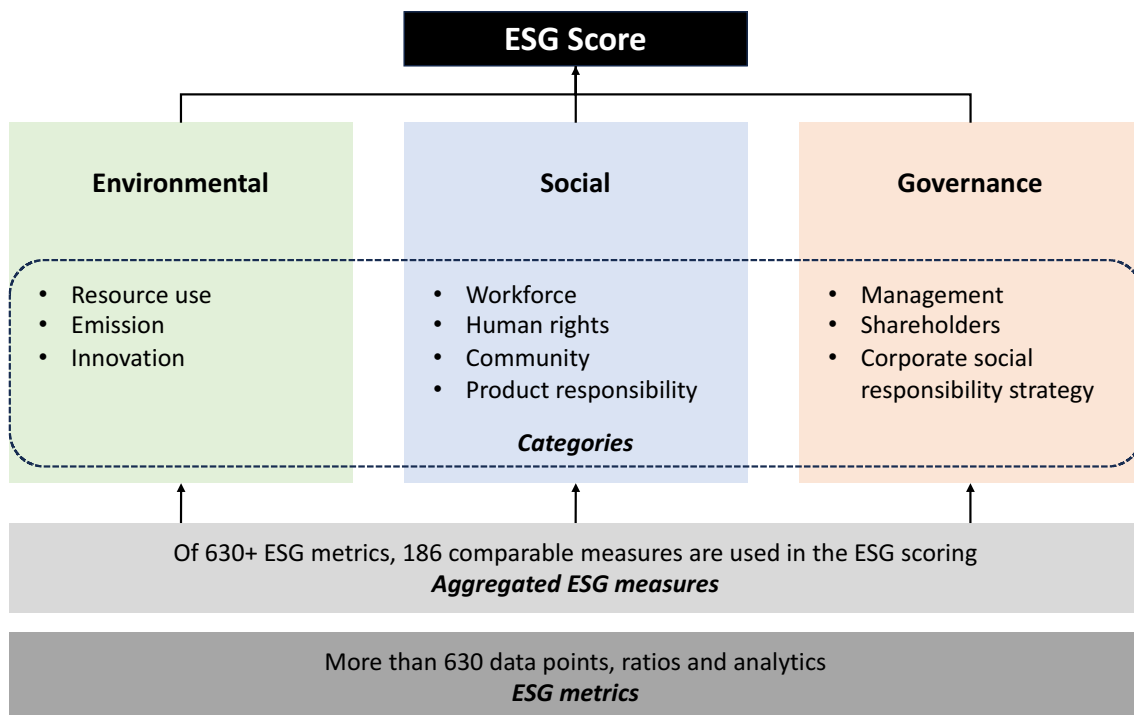 ESG Score
Environmental
Social
Governance
• Resource use
• Emission
• Innovation
• Workforce
• Human rights
• Community
• Product responsibility
• Management
• Shareholders
• Corporate social
responsibility strategy
Categories
Of 630+ ESG metrics, 186 comparable measures are used in the ESG scoring
Aggregated ESG measures
More than 630 data points, ratios and analytics
ESG metrics